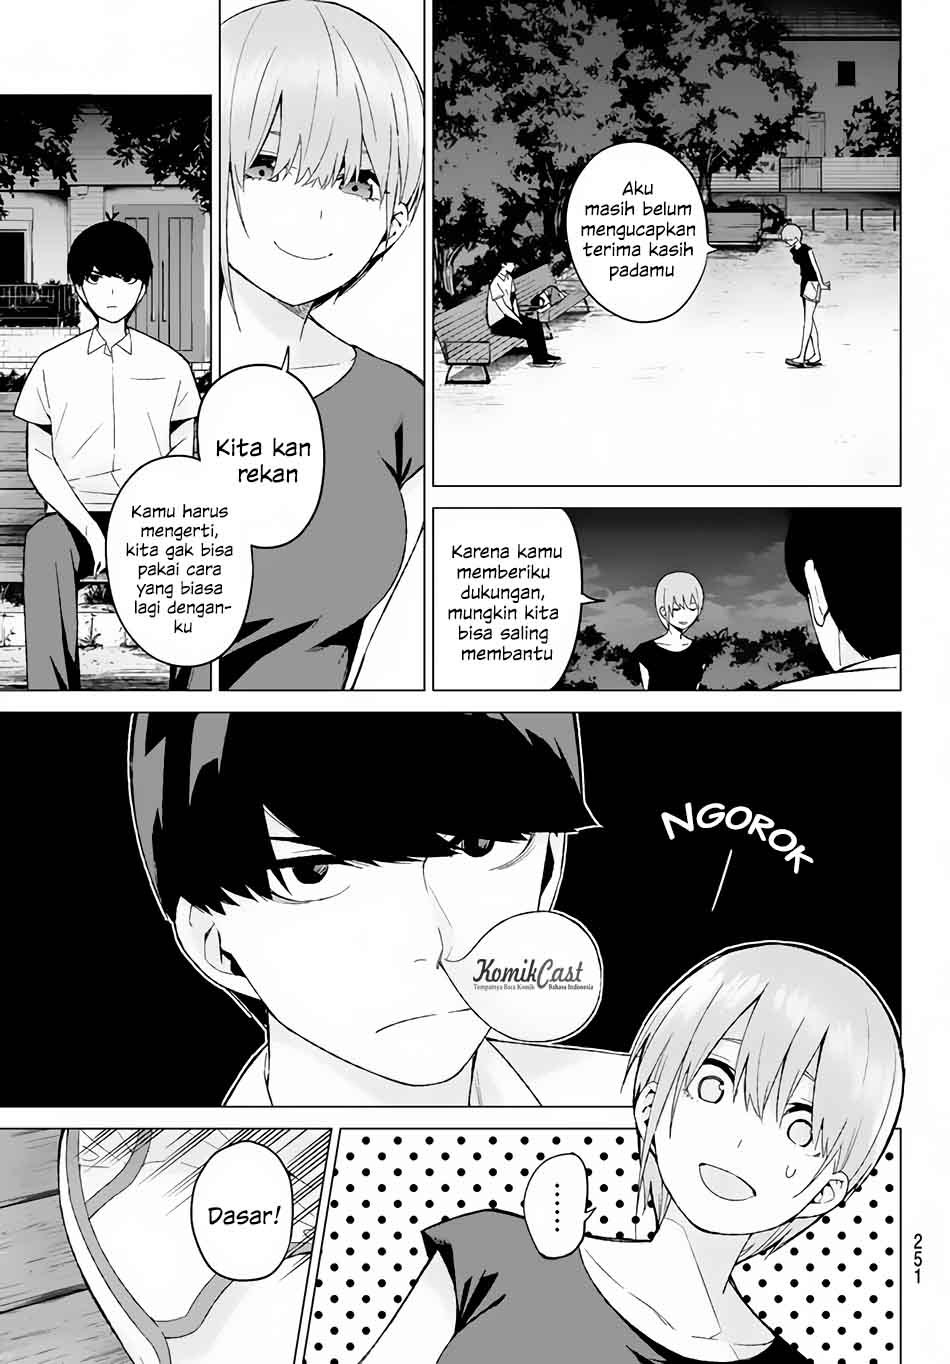 Aku
masih belum
mengucapkan
terima kasih
padamu
Kita kan
rekan
Kamu harus
mengerti,
kita gak bisa
pakai cara
yang biasa
lagi dengan-
ku
Karena kamu
memberiku
dukungan,
mungkin kita
bisa saling
membantu
NGOROK
KomikCast
Tempatnya Baca Komik Bahasa Indonesia
........
Dasar!
251